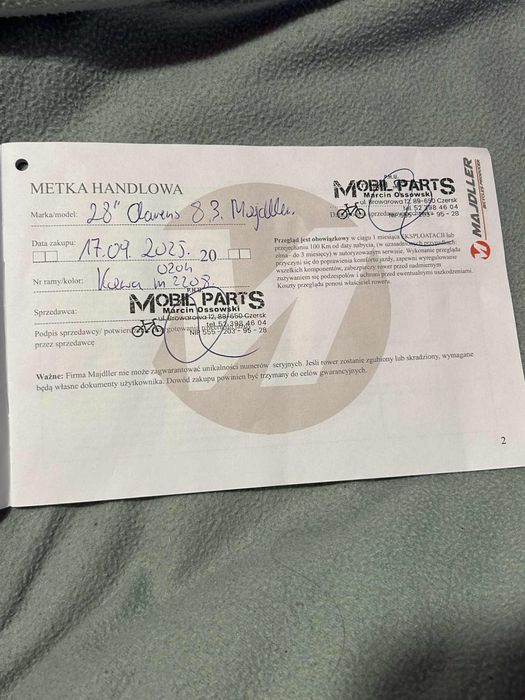 METKA HANDLOWA
Marka/model: 28" 8.3. Majdller
Data zakupu: 17.09.2025 20
Nr ramy/kolor: Kawa M2208
020h
Sprzedawca:
P.H.U.
MOBIL PARTS
Marcin Ossowski
ul. Browarowa 12, 89-650 Czersk
tel. 52 398 46 04
NIP 555-203-95-28
Podpis sprzedawcy/
przez sprzedawcę
P.H.U.
MOBIL PARTS
Marcin Ossowski
ul. Browarowa 12, 89-650 Czersk
tel. 52 398 46 04
NIP 555-203-95-28
Przegląd jest obowiązkowy w ciągu 1 miesiąca EKSPLOATACJI lub
przejechaniu 100 Km od daty nabycia, (w uzasadnionych przypadkach:
zima- do 3 miesięcy) w autoryzowanym serwisie. Wykonanie przeglądu
przyczyni się do poprawienia komfortu jazdy, zapewni wyregulowanie
wszelkich komponentów, zabezpieczy rower przed nadmiernym
zużywaniem się podzespołów i uchroni przed ewentualnymi uszkodzeniami.
Koszty przeglądu ponosi właściciel roweru.
MAJDLLER
Ważne: Firma Majdller nie może zagwarantować unikalności numerów seryjnych. Jeśli rower zostanie zgubiony lub skradziony, wymagane
będą własne dokumenty użytkownika. Dowód zakupu powinien być trzymany do celów gwarancyjnych.
2